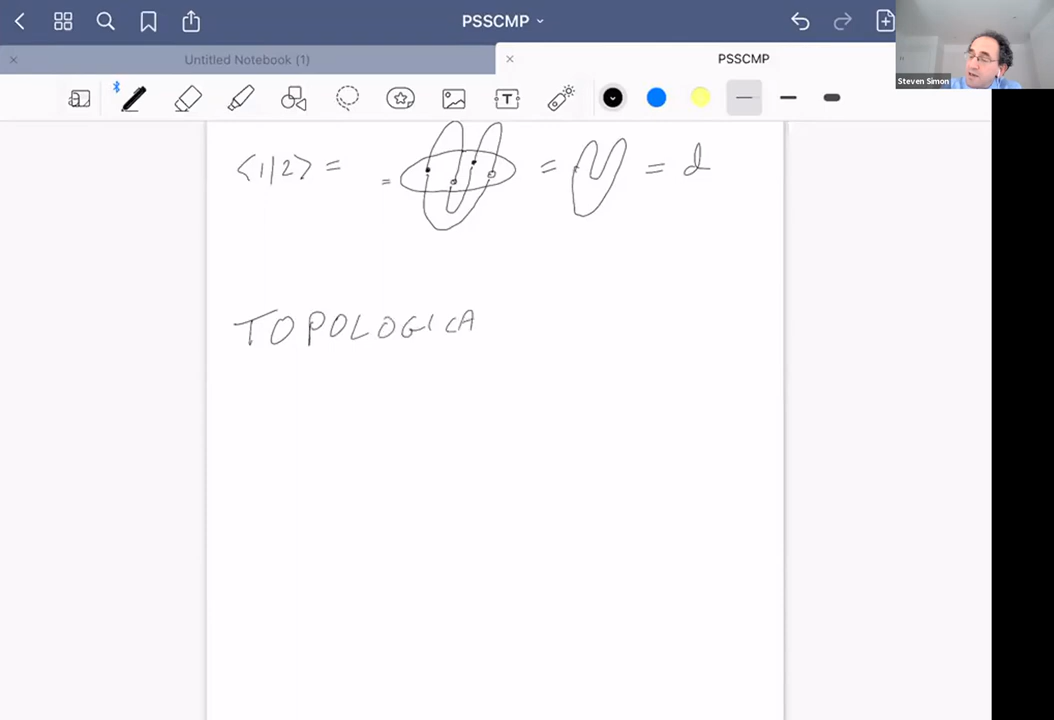 PSSCMP
Untitled Notebook (1)
PSSCMP
Steven Simon
T
⟨1|2⟩ = = = = d
TOPOLOGICA